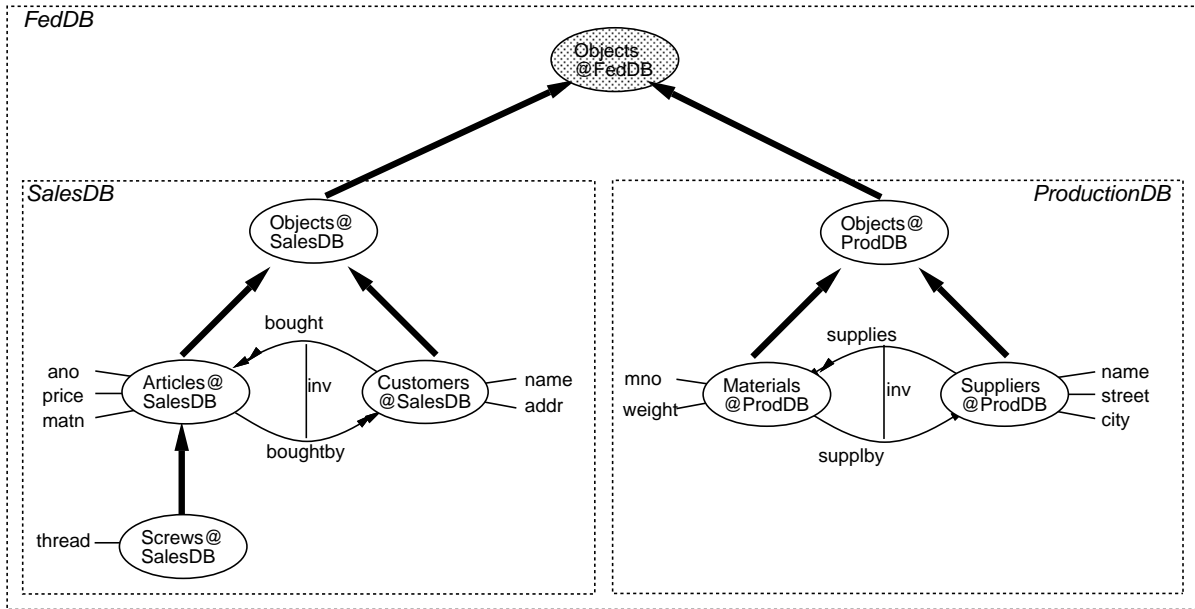 FedDB
Objects
@FedDB
SalesDB
Objects@
SalesDB
bought
ano
price
matn
Articles@
SalesDB
inv
Customers
@SalesDB
name
addr
boughtby
thread
Screws@
SalesDB
ProductionDB
Objects@
ProdDB
supplies
mno
weight
Materials
@ProdDB
inv
Suppliers
@ProdDB
name
street
city
supplby